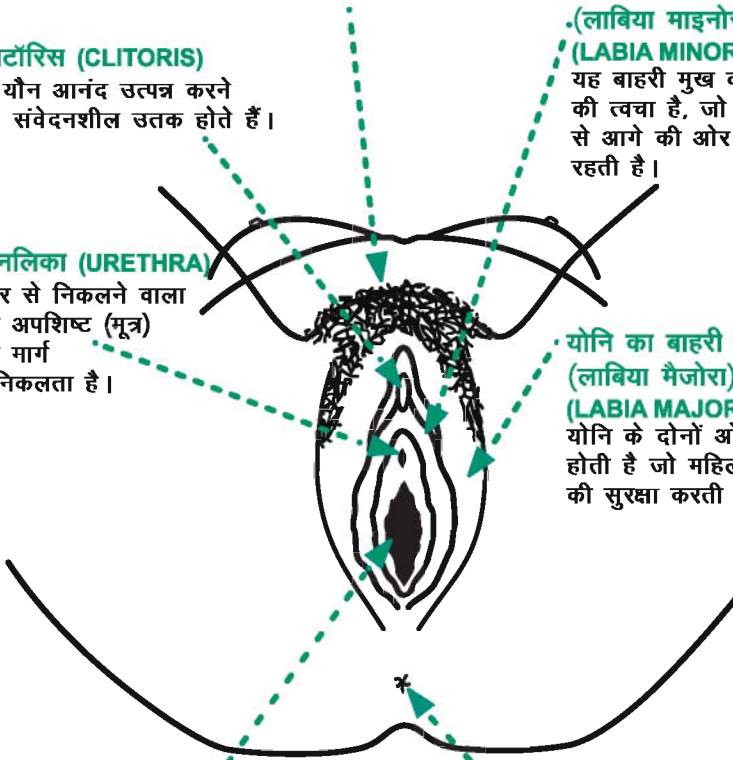 टॉरिस (CLITORIS)
यौन आनंद उत्पन्न करने
संवेदनशील उतक होते हैं।
नलिका (URETHRA)
र से निकलने वाला
अपशिष्ट (मूत्र)
मार्ग
निकलता है।
(लाबिया माइनोर
(LABIA MINOR
यह बाहरी मुख व
की त्वचा है, जो
से आगे की ओर
रहती है।
योनि का बाहरी
(लाबिया मैजोरा)
(LABIA MAJOR
योनि के दोनों ओ
होती है जो महिल
की सुरक्षा करती